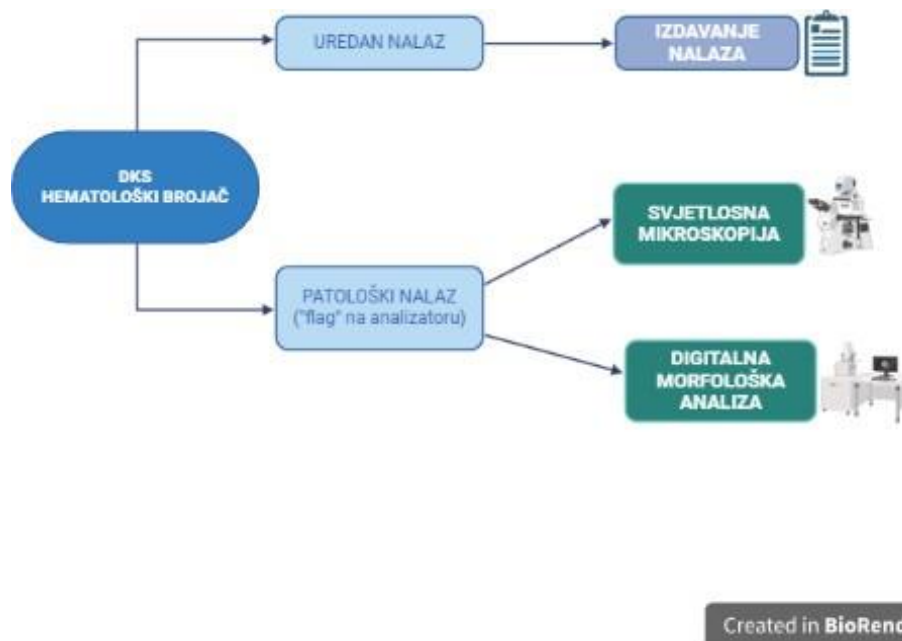 UREDAN NALAZ
IZDAVANJE
NALAZA
DKS
HEMATOLOŠKI BROJAČ
SVJETLOSNA
MIKROSKOPIJA
PATOLOŠKI NALAZ
("flag" na analizatoru)
DIGITALNA
MORFOLOŠKA
ANALIZA
Created in BioRend